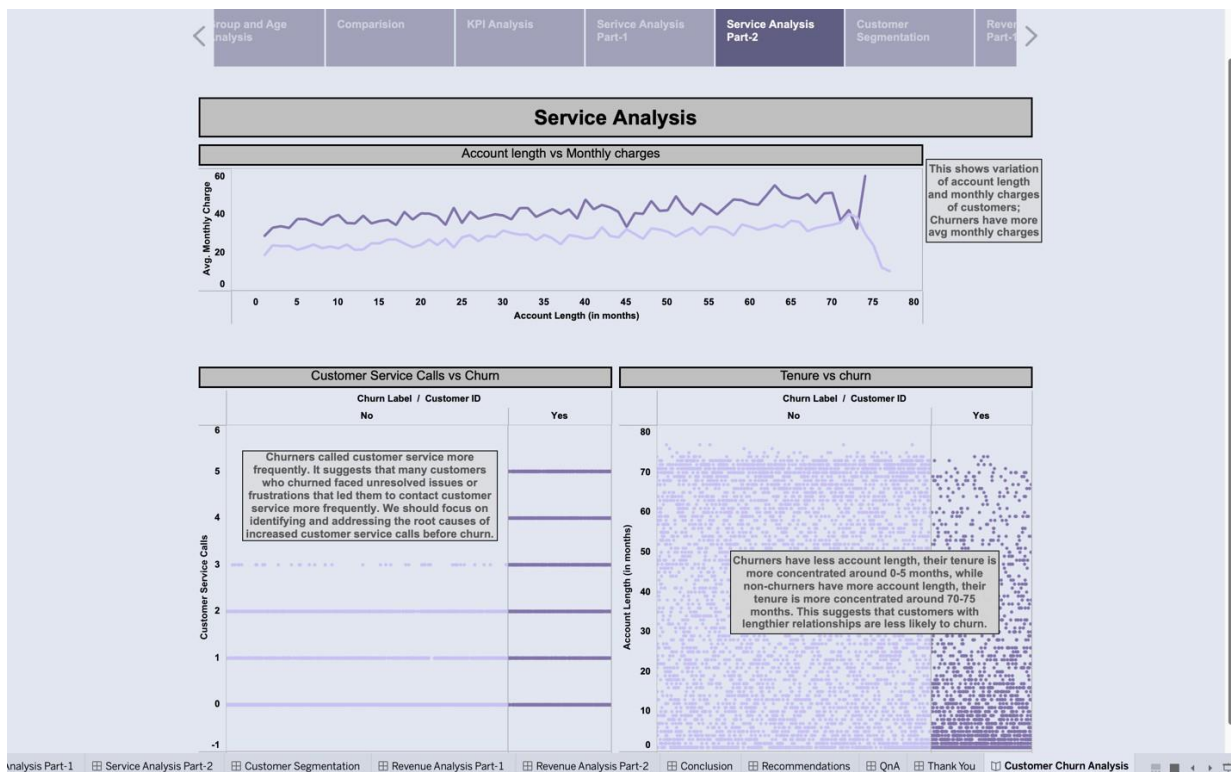 Group and Age
Analysis
Comparision
KPI Analysis
Serivce Analysis
Part-1
Service Analysis
Part-2
Customer
Segmentation
Part-1
Service Analysis
Account length vs Monthly charges
This shows variation
of account length
and monthly charges
of customers;
Churners have more
avg monthly charges
Avg. Monthly Charge
60
40
20
0
0 5 10 15 20 25 30 35 40 45 50 55 60 65 70 75 80
Account Length (in months)
Customer Service Calls vs Churn
Churn Label / Customer ID
No Yes
Customer Service Calls
6
5
4
3
2
1
0
-1
Churners called customer service more
frequently. It suggests that many customers
who churned faced unresolved issues or
frustrations that led them to contact customer
service more frequently. We should focus on
identifying and addressing the root causes of
increased customer service calls before churn.
Tenure vs churn
Churn Label / Customer ID
No Yes
Account Length (in months)
80
70
60
50
40
30
20
10
0
Churners have less account length, their tenure is
more concentrated around 0-5 months, while
non-churners have more account length, their
tenure is more concentrated around 70-75
months. This suggests that customers with
lengthier relationships are less likely to churn.
Analysis Part-1 Service Analysis Part-2 Customer Segmentation Revenue Analysis Part-1 Revenue Analysis Part-2 Conclusion Recommendations QnA Thank You Customer Churn Analysis